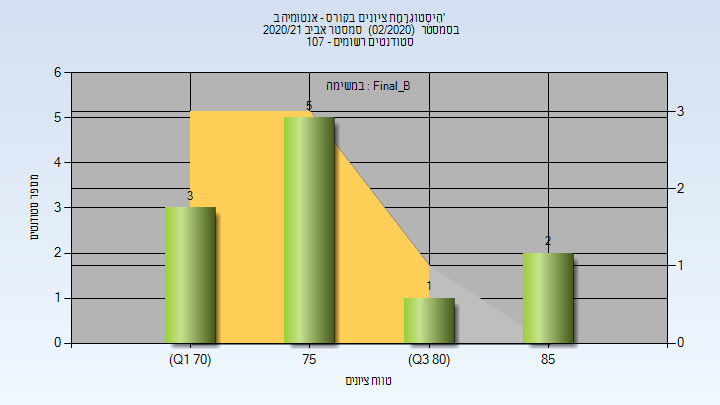 הִיסטוגרָמַת ציונים בקורס - אנטומיה ב'
בסמסטר (02/2020) סמסטר אביב 2020/21
סטודנטים רשומים - 107
במשימה : Final_B
6
5
4
3
2
1
0
3
2
1
0
3
5
1
2
מספר סטודנטים
(Q1 70) 75 (Q3 80) 85
טווח ציונים